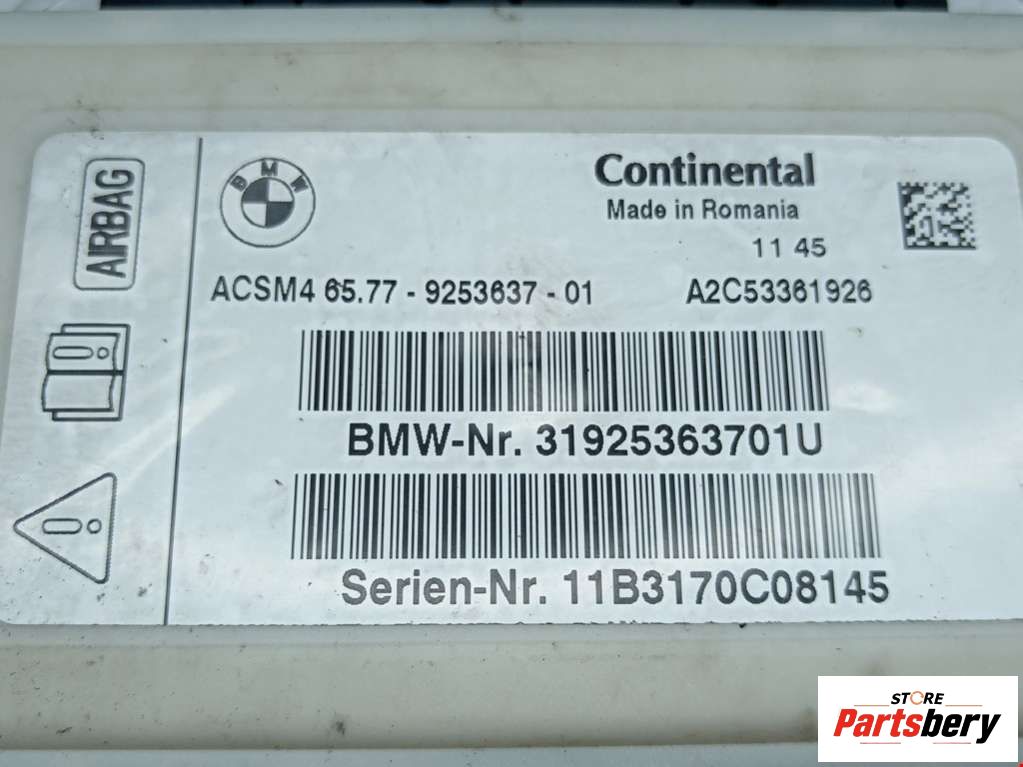 AIRBAG
BMW
Continental
Made in Romania
11 45
ACSM4 65.77 - 9253637 - 01 A2C53361926
BMW-Nr. 31925363701U
Serien-Nr. 11B3170C08145
STORE
Partsbery